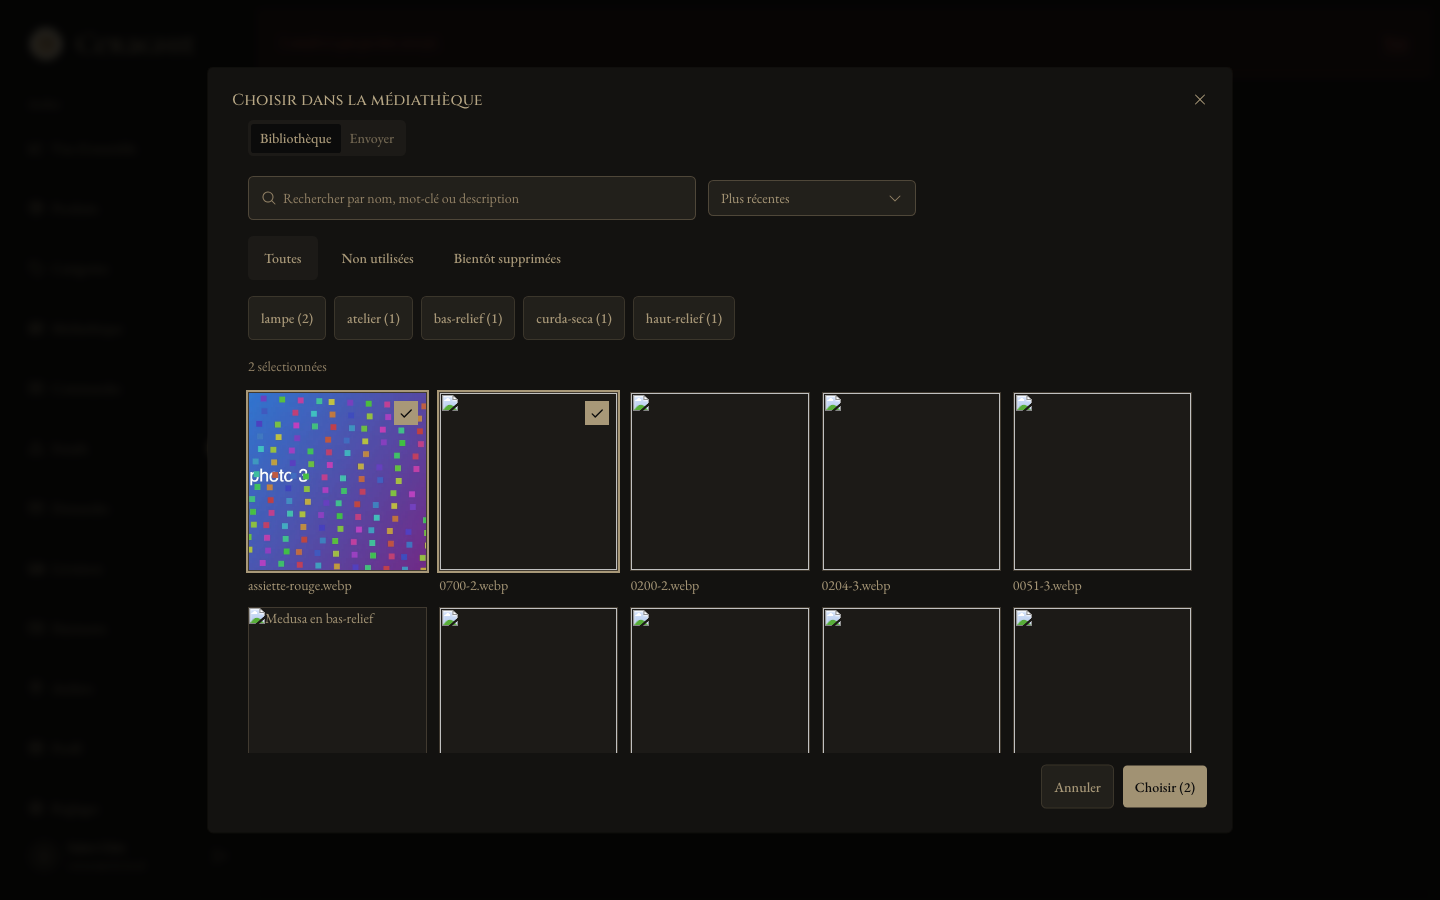 Choisir dans la médiathèque
Bibliothèque Envoyer
Rechercher par nom, mot-clé ou description
Plus récentes
Toutes Non utilisées Bientôt supprimées
lampe (2) atelier (1) bas-relief (1) curda-seca (1) haut-relief (1)
2 sélectionnées
photo 3
assiette-rouge.webp 0700-2.webp 0200-2.webp 0204-3.webp 0051-3.webp
Medusa en bas-relief
Annuler Choisir (2)